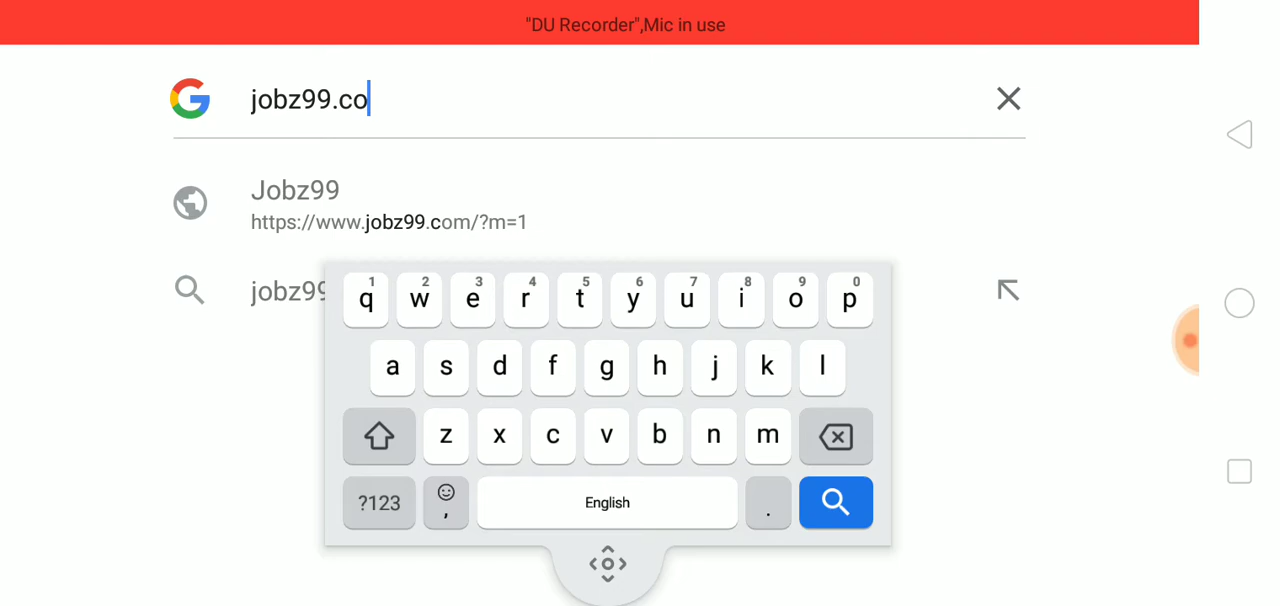 "DU Recorder",Mic in use
jobz99.co
Jobz99
https://www.jobz99.com/?m=1
jobz99
1 2 3 4 5 6 7 8 9 0
q w e r t y u i o p
a s d f g h j k l
z x c v b n m
?123 , English .